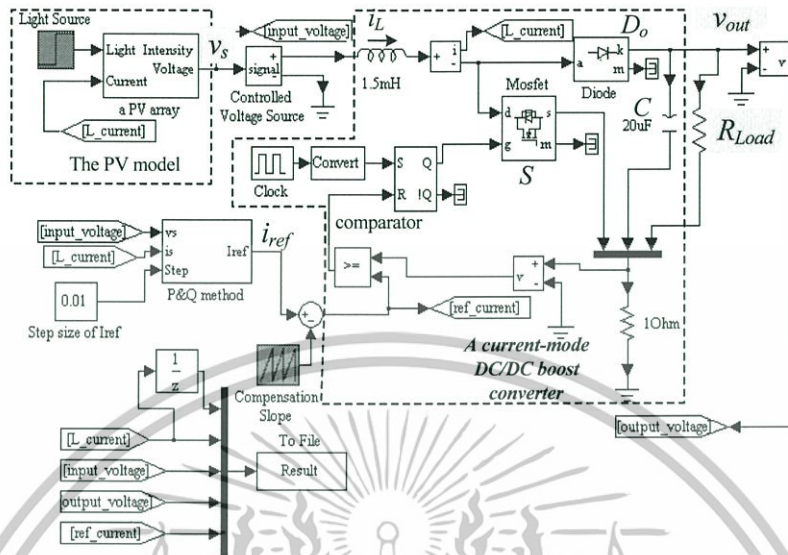 Light Source
[input_voltage]
i_L
[L_current]
D_o
v_out
Light Intensity
Voltage
Current
v_s
signal
+
-
i
+
-
a
k
m
+
-
v
a PV array
Controlled
Voltage Source
1.5mH
Mosfet
Diode
[L_current]
d
s
g
m
C
20uF
R_Load
The PV model
Clock
Convert
S
Q
R
!Q
S
comparator
[input_voltage]
[L_current]
vs
is
Step
Iref
i_ref
>=
v
+
-
0.01
P&Q method
[ref_current]
Step size of Iref
+
-
1Ohm
A current-mode
DC/DC boost
converter
1
z
Compensation
Slope
To File
[output_voltage]
[L_current]
[input_voltage]
Result
output_voltage]
[ref_current]